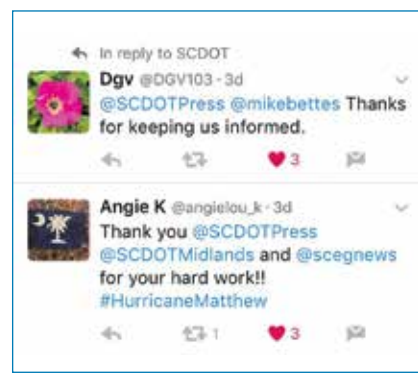 In reply to SCDOT
Dgv @DGV103 · 3d
@SCDOTPress @mikebettes Thanks
for keeping us informed.
3
Angie K @angielou_k · 3d
Thank you @SCDOTPress
@SCDOTMidlands and @scegnews
for your hard work!!
#HurricaneMatthew
1 3